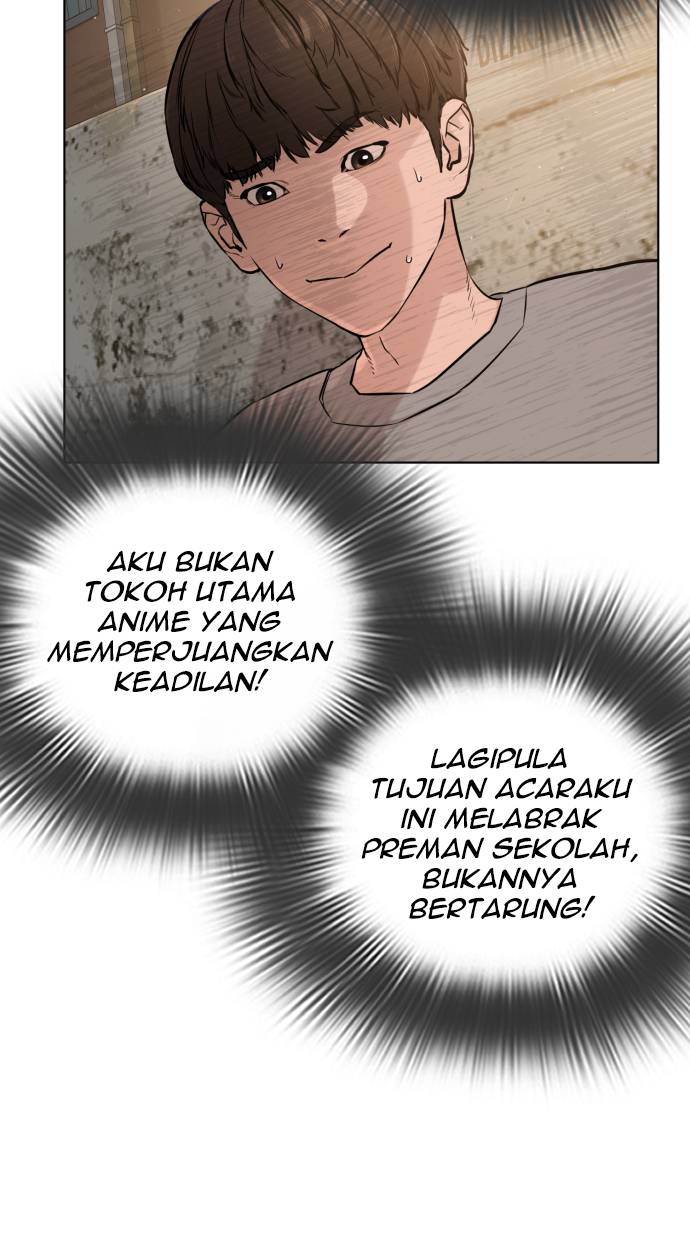 AKU BUKAN
TOKOH UTAMA
ANIME YANG
MEMPERJUANGKAN
KEADILAN!
LAGIPULA
TUJUAN ACARAKU
INI MELABRAK
PREMAN SEKOLAH,
BUKANNYA
BERTARUNG!